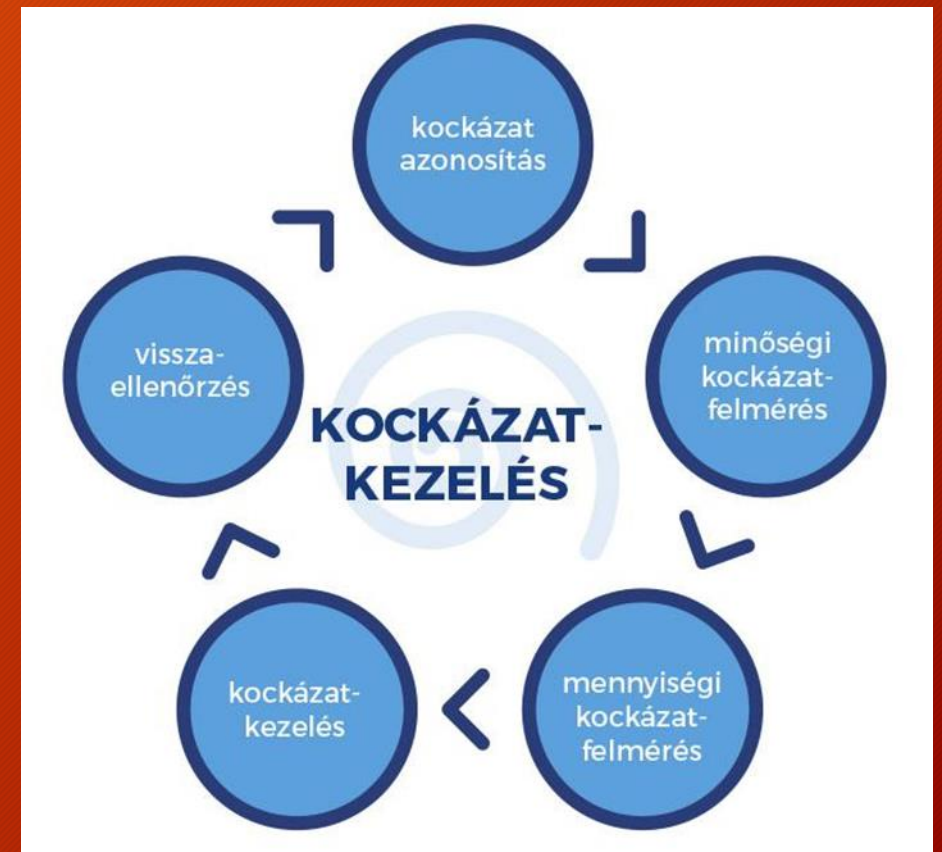 kockázat
azonosítás
minőségi
kockázat-
felmérés
mennyiségi
kockázat-
felmérés
kockázat-
kezelés
vissza-
ellenőrzés
KOCKÁZAT-
KEZELÉS